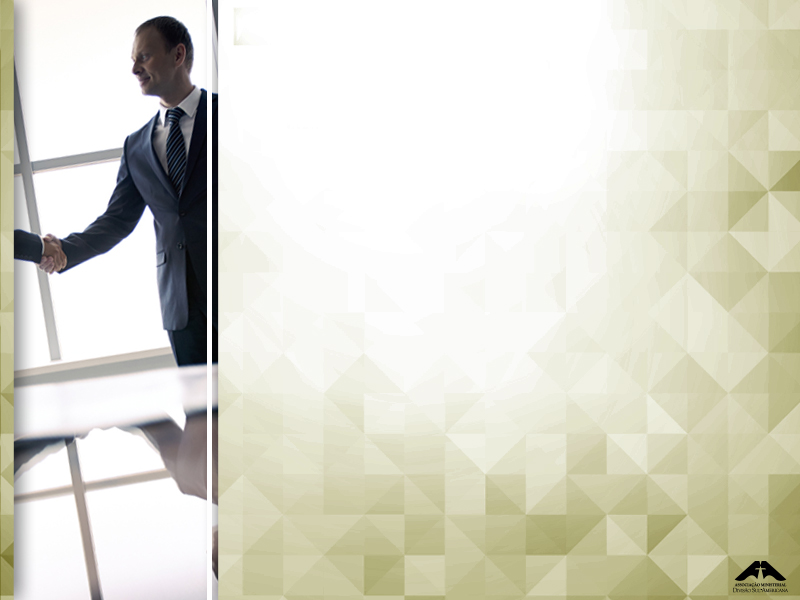 ASSOCIAÇÃO MINISTERIAL
DIVISÃO SUL-AMERICANA